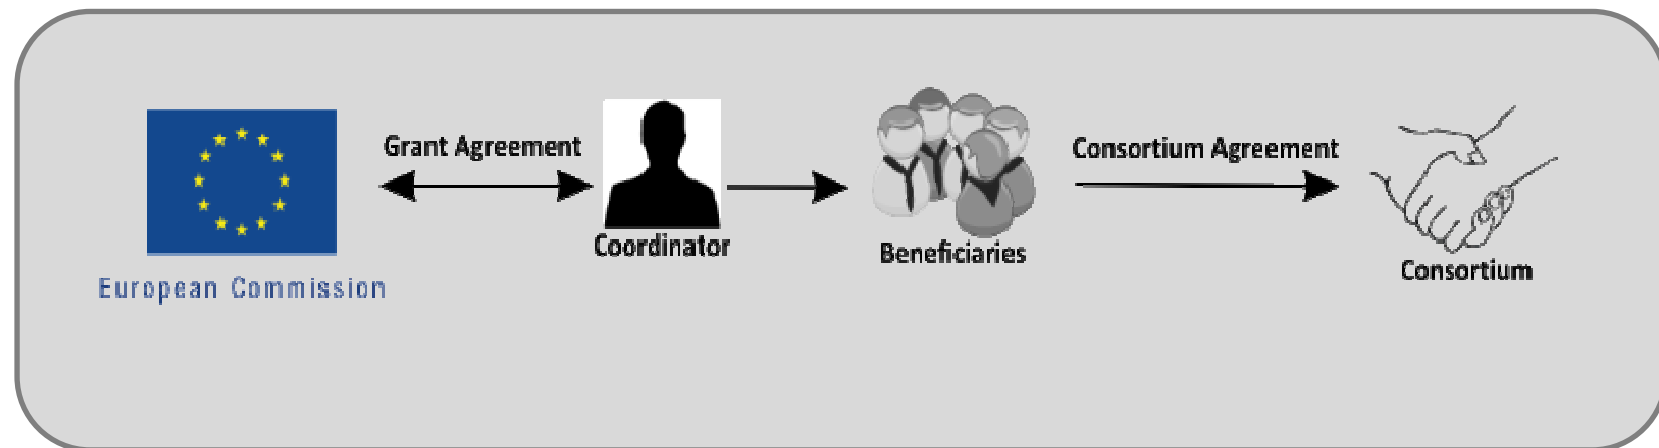 Grant Agreement
Consortium Agreement
Coordinator
Beneficiaries
Consortium
European Commission